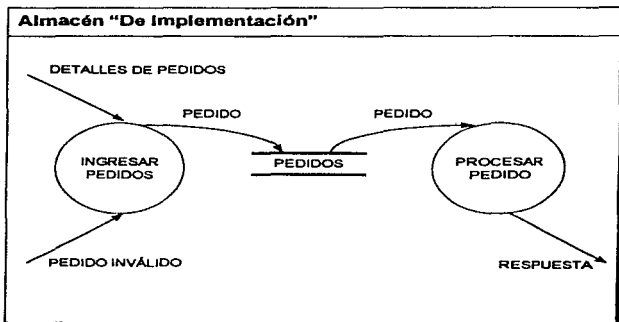 Almacén "De Implementación"
DETALLES DE PEDIDOS
PEDIDO
PEDIDO
INGRESAR
PEDIDOS
PEDIDOS
PROCESAR
PEDIDO
PEDIDO INVÁLIDO
RESPUESTA